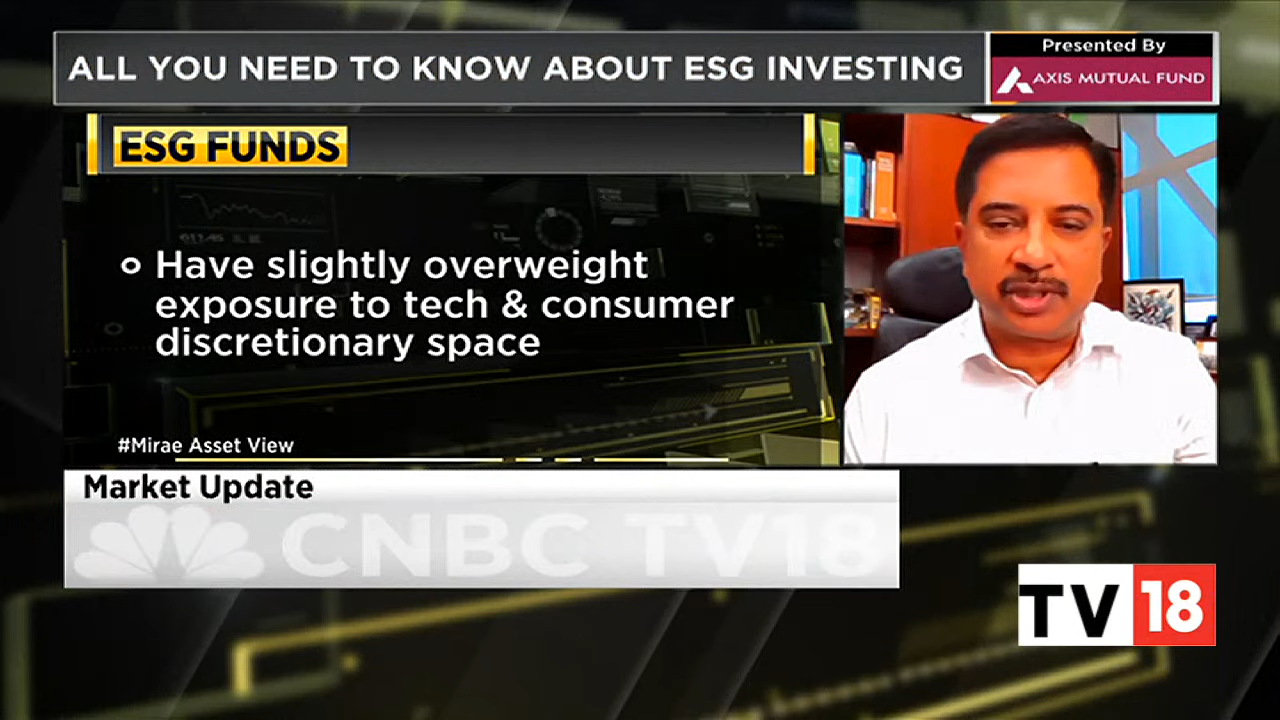 ALL YOU NEED TO KNOW ABOUT ESG INVESTING
Presented By
AXIS MUTUAL FUND
ESG FUNDS
Have slightly overweight
exposure to tech & consumer
discretionary space
#Mirae Asset View
Market Update
CNBC TV18
TV18